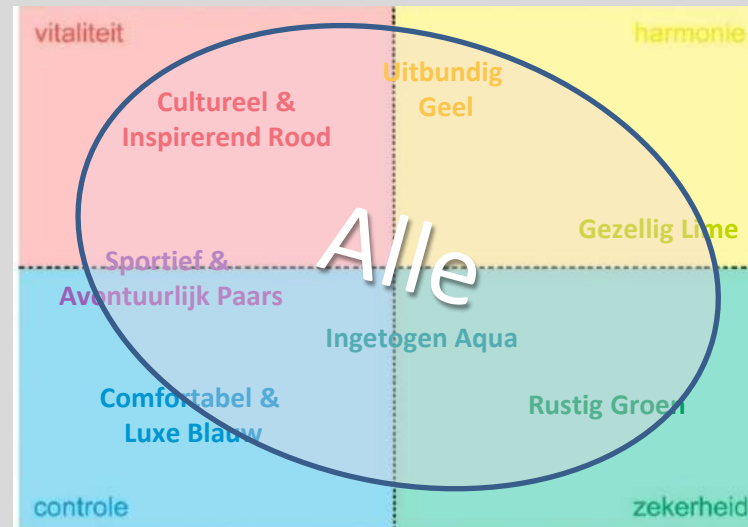 vitaliteit
harmonie
Uitbundig
Geel
Cultureel &
Inspirerend Rood
Alle
Gezellig Lime
Sportief &
Avontuurlijk Paars
Ingetogen Aqua
Comfortabel &
Luxe Blauw
Rustig Groen
controle
zekerheid